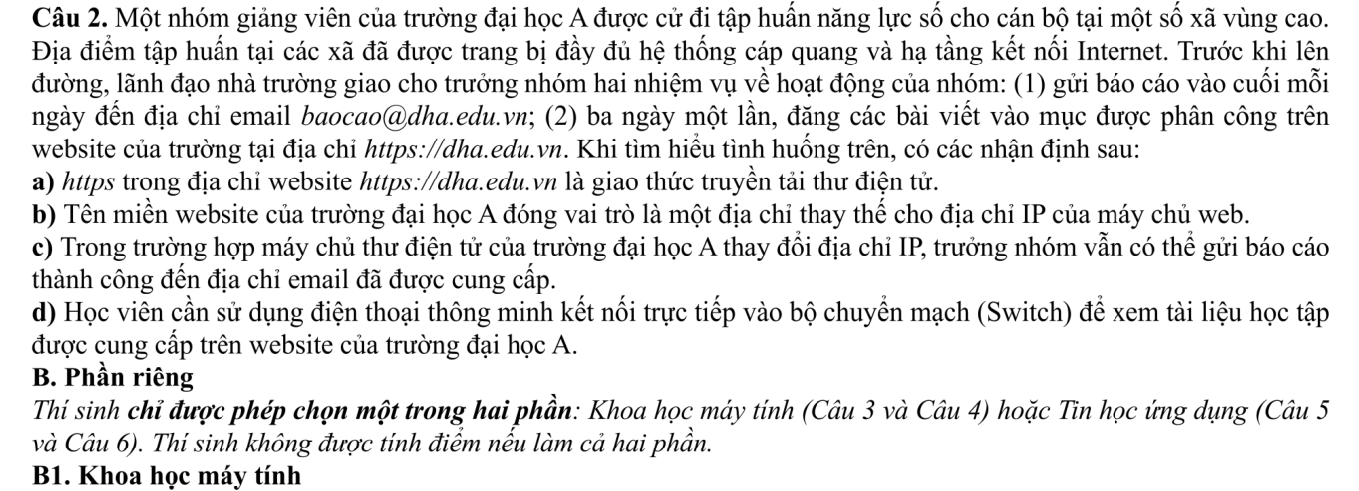 Câu 2. Một nhóm giảng viên của trường đại học A được cử đi tập huấn năng lực số cho cán bộ tại một số xã vùng cao.
Địa điểm tập huấn tại các xã đã được trang bị đầy đủ hệ thống cáp quang và hạ tầng kết nối Internet. Trước khi lên
đường, lãnh đạo nhà trường giao cho trưởng nhóm hai nhiệm vụ về hoạt động của nhóm: (1) gửi báo cáo vào cuối mỗi
ngày đến địa chỉ email baocao@dha.edu.vn; (2) ba ngày một lần, đăng các bài viết vào mục được phân công trên
website của trường tại địa chỉ https://dha.edu.vn. Khi tìm hiểu tình huống trên, có các nhận định sau:
a) https trong địa chỉ website https://dha.edu.vn là giao thức truyền tải thư điện tử.
b) Tên miền website của trường đại học A đóng vai trò là một địa chỉ thay thế cho địa chỉ IP của máy chủ web.
c) Trong trường hợp máy chủ thư điện tử của trường đại học A thay đổi địa chỉ IP, trưởng nhóm vẫn có thể gửi báo cáo
thành công đến địa chỉ email đã được cung cấp.
d) Học viên cần sử dụng điện thoại thông minh kết nối trực tiếp vào bộ chuyển mạch (Switch) để xem tài liệu học tập
được cung cấp trên website của trường đại học A.
B. Phần riêng
Thí sinh chỉ được phép chọn một trong hai phần: Khoa học máy tính (Câu 3 và Câu 4) hoặc Tin học ứng dụng (Câu 5
và Câu 6). Thí sinh không được tính điểm nếu làm cả hai phần.
B1. Khoa học máy tính